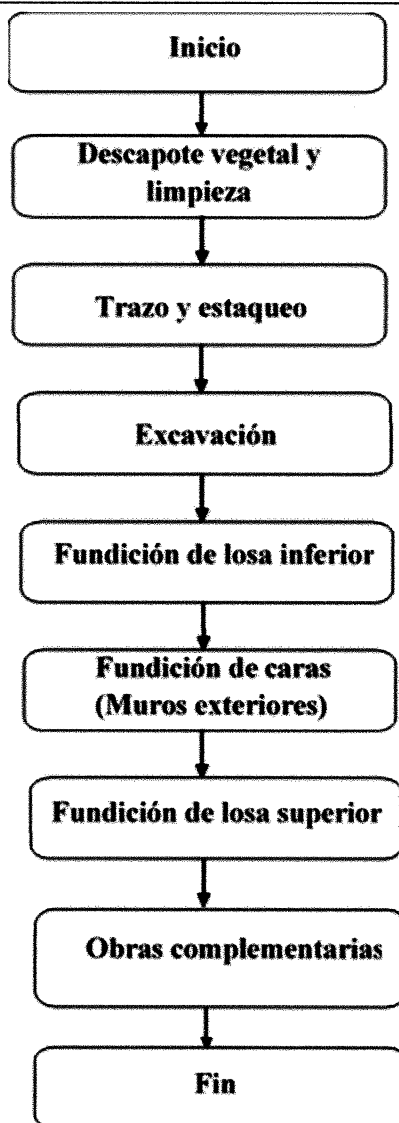 Inicio
Descapote vegetal y
limpieza
Trazo y estaqueo
Excavación
Fundición de losa inferior
Fundición de caras
(Muros exteriores)
Fundición de losa superior
Obras complementarias
Fin